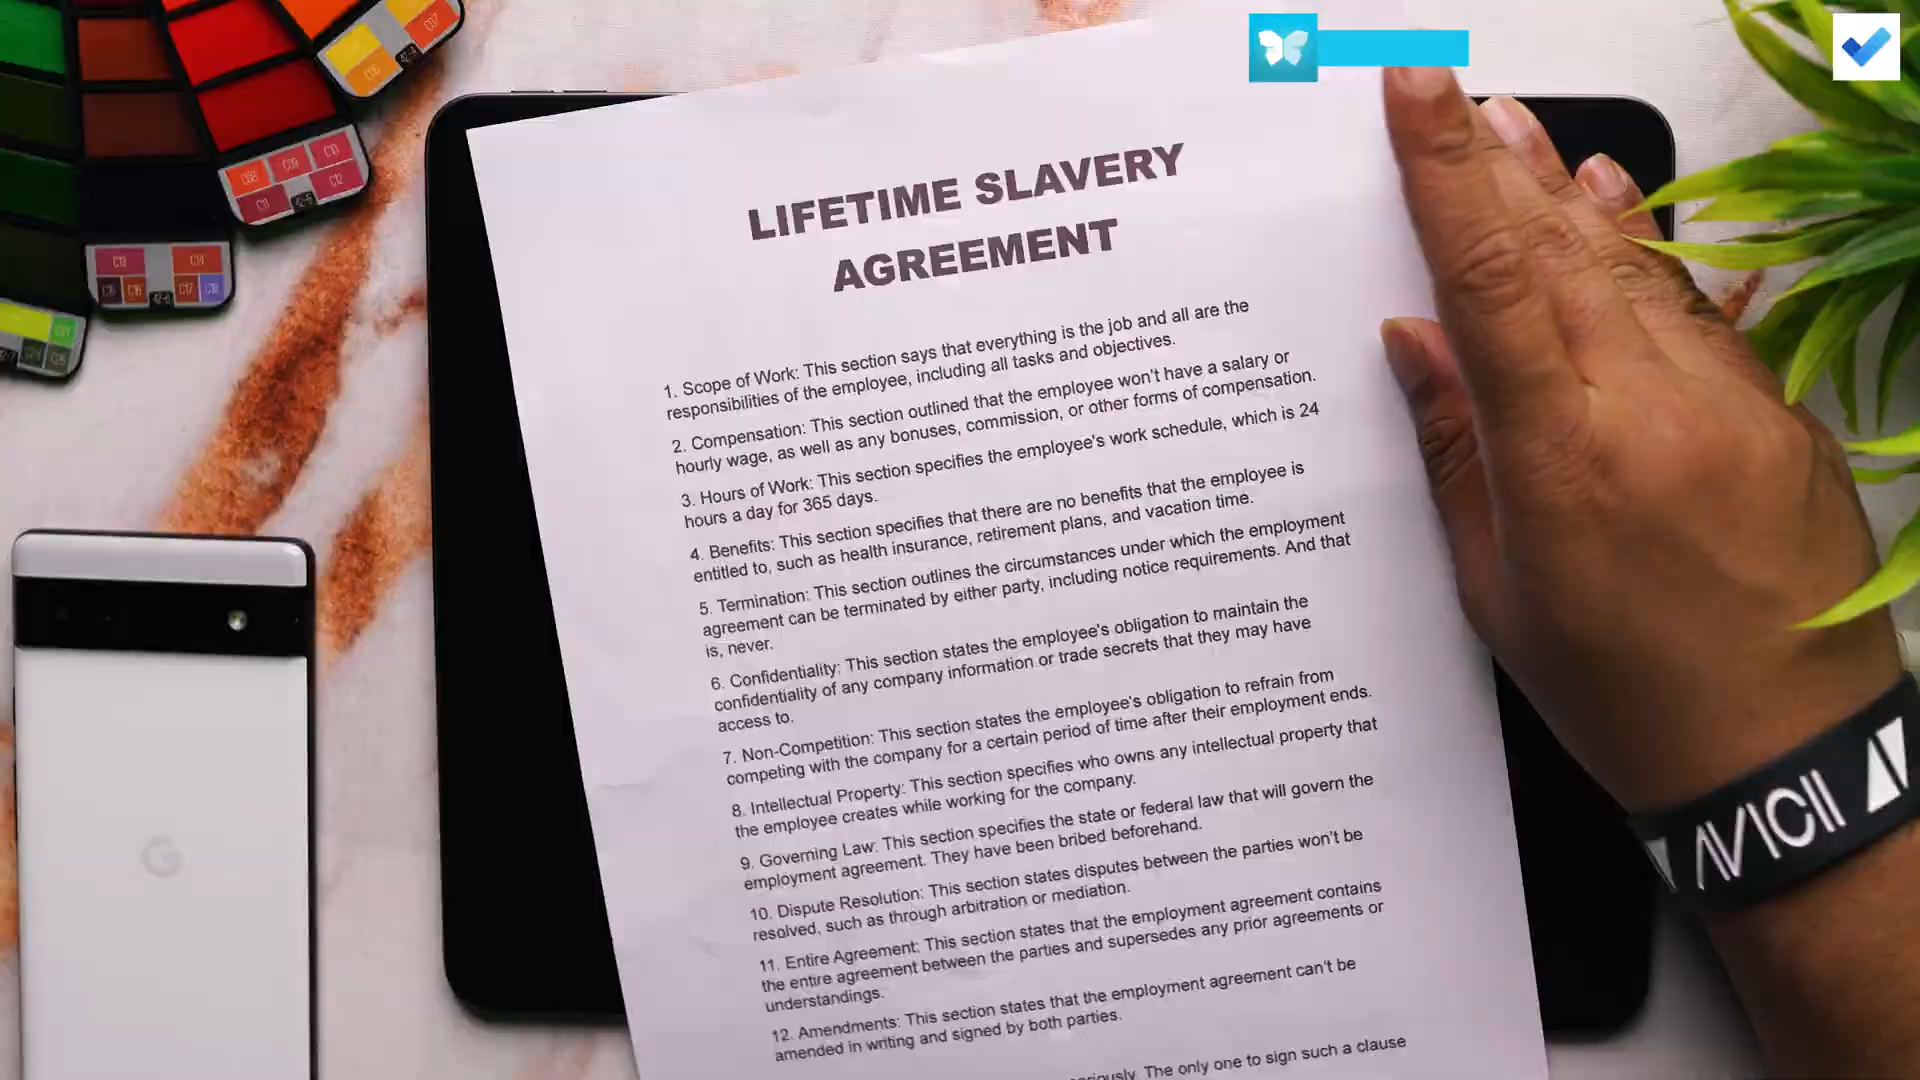 LIFETIME SLAVERY
AGREEMENT
1. Scope of Work: This section says that everything is the job and all are the
responsibilities of the employee, including all tasks and objectives.
2. Compensation: This section outlined that the employee won't have a salary or
hourly wage, as well as any bonuses, commission, or other forms of compensation.
3. Hours of Work: This section specifies the employee's work schedule, which is 24
hours a day for 365 days.
4. Benefits: This section specifies that there are no benefits that the employee is
entitled to, such as health insurance, retirement plans, and vacation time.
5. Termination: This section outlines the circumstances under which the employment
agreement can be terminated by either party, including notice requirements. And that
is, never.
6. Confidentiality: This section states the employee's obligation to maintain the
confidentiality of any company information or trade secrets that they may have
access to.
7. Non-Competition: This section states the employee's obligation to refrain from
competing with the company for a certain period of time after their employment ends.
8. Intellectual Property: This section specifies who owns any intellectual property that
the employee creates while working for the company.
9. Governing Law: This section specifies the state or federal law that will govern the
employment agreement. They have been bribed beforehand.
10. Dispute Resolution: This section states disputes between the parties won't be
resolved, such as through arbitration or mediation.
11. Entire Agreement: This section states that the employment agreement contains
the entire agreement between the parties and supersedes any prior agreements or
understandings.
12. Amendments: This section states that the employment agreement can't be
amended in writing and signed by both parties.
The only one to sign such a clause
C07
C06
C08
C09
C10
C11
C12
C13
C14
C17
G
AVICII